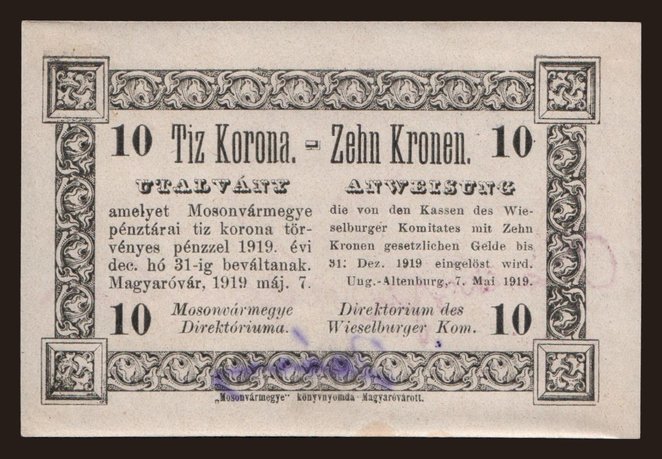 10 Tiz Korona. - Zehn Kronen. 10
UTALVÁNY
amelyet Mosonvármegye
pénztárai tiz korona tör-
vényes pénzzel 1919. évi
dec. hó 31-ig beváltanak.
Magyaróvár, 1919 máj. 7.
10 Mosonvármegye
Direktóriuma.
ANWEISUNG
die von den Kassen des Wie-
selburger Komitates mit Zehn
Kronen gesetzlichen Gelde bis
31. Dez. 1919 eingelöst wird.
Ung.-Altenburg, 7. Mai 1919.
Direktorium des
Wieselburger Kom. 10
„Mosonvármegye" könyvnyomda Magyaróvárott.